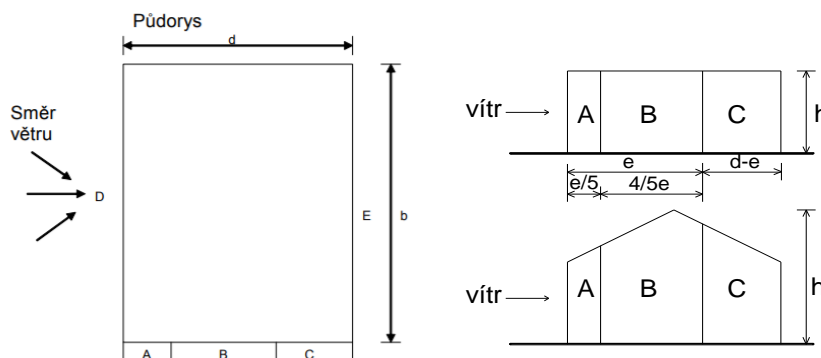 Půdorys
d
Směr
větru
D
E
b
A B C
vítr
A B C
h
e d-e
e/5 4/5e
vítr
A B C
h